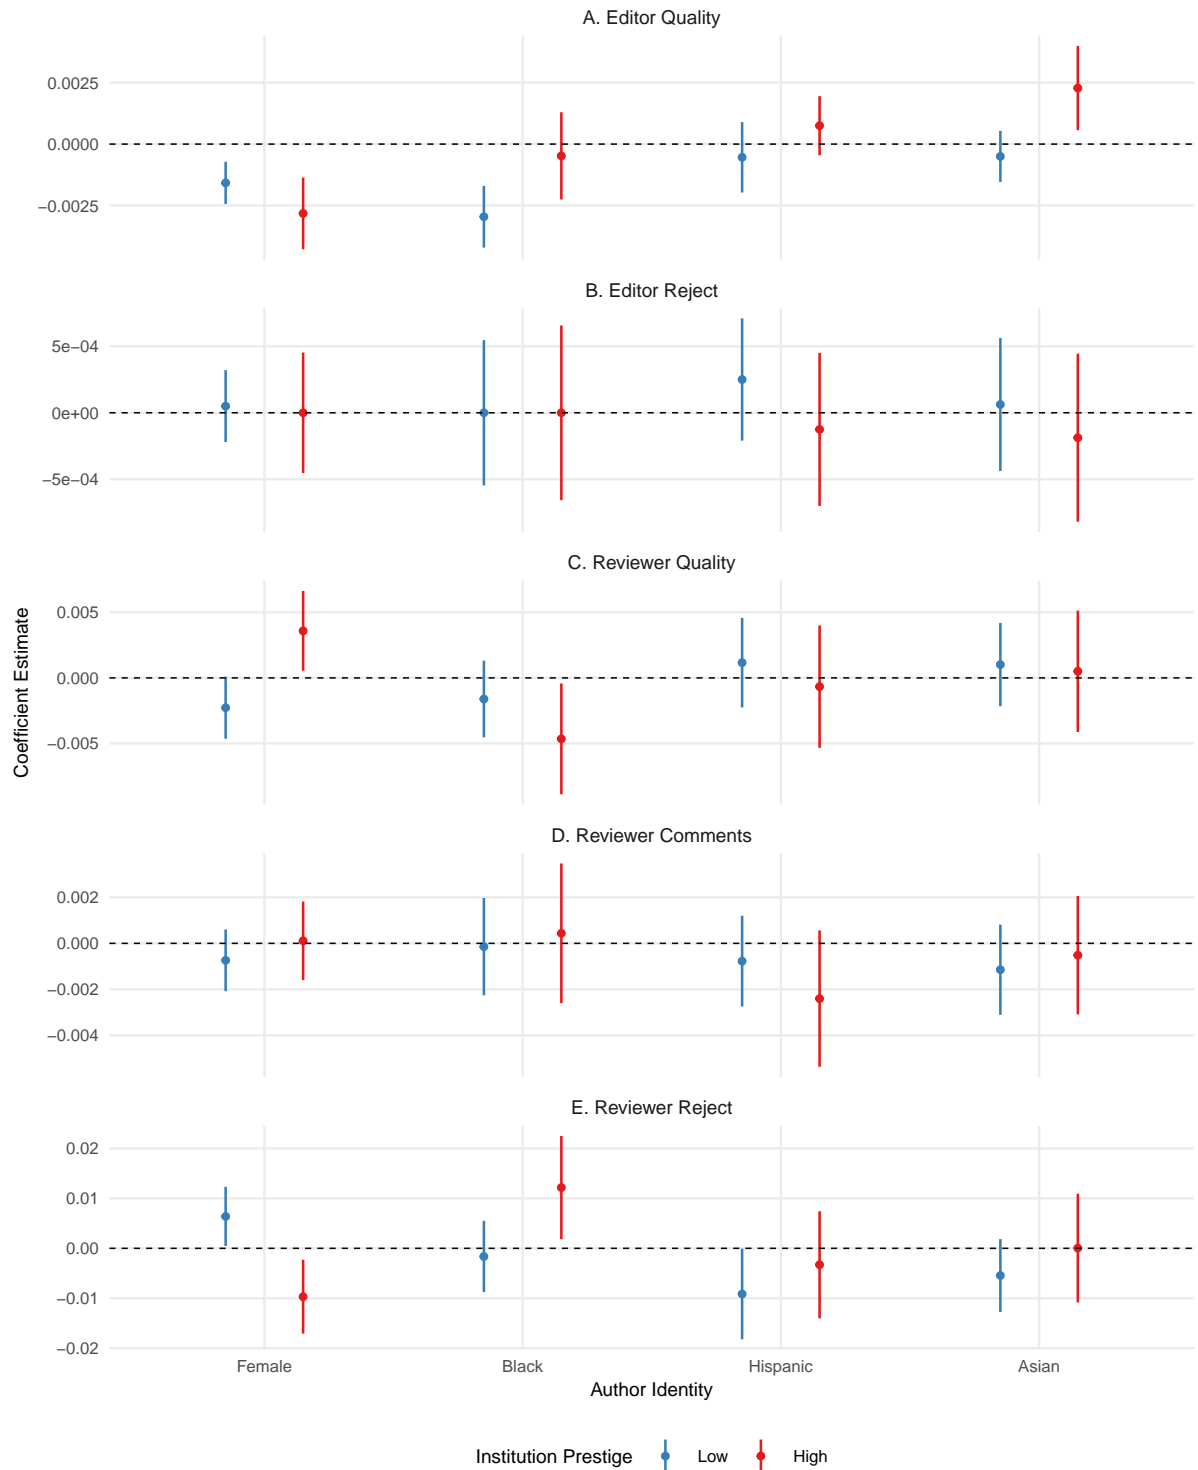 A. Editor Quality
0.0025
0.0000
−0.0025
B. Editor Reject
5e−04
0e+00
−5e−04
C. Reviewer Quality
0.005
0.000
−0.005
Coefficient Estimate
D. Reviewer Comments
0.002
0.000
−0.002
−0.004
E. Reviewer Reject
0.02
0.01
0.00
−0.01
−0.02
Female Black Hispanic Asian
Author Identity
Institution Prestige Low High